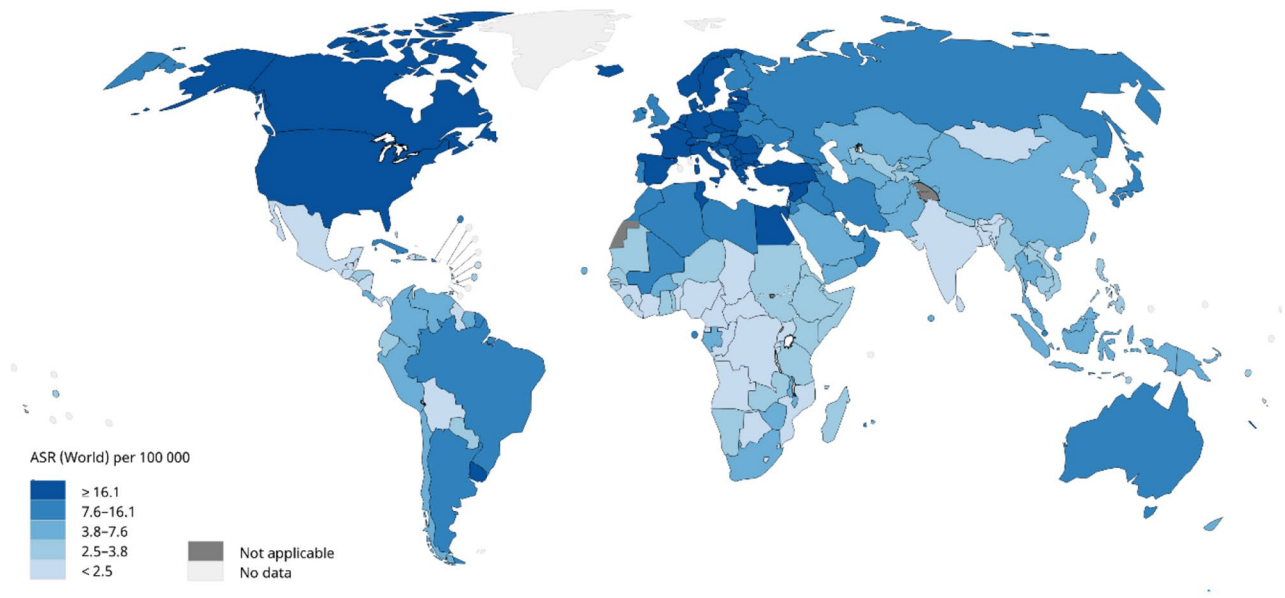 ASR (World) per 100 000
≥ 16.1
7.6–16.1
3.8–7.6
2.5–3.8
< 2.5
Not applicable
No data